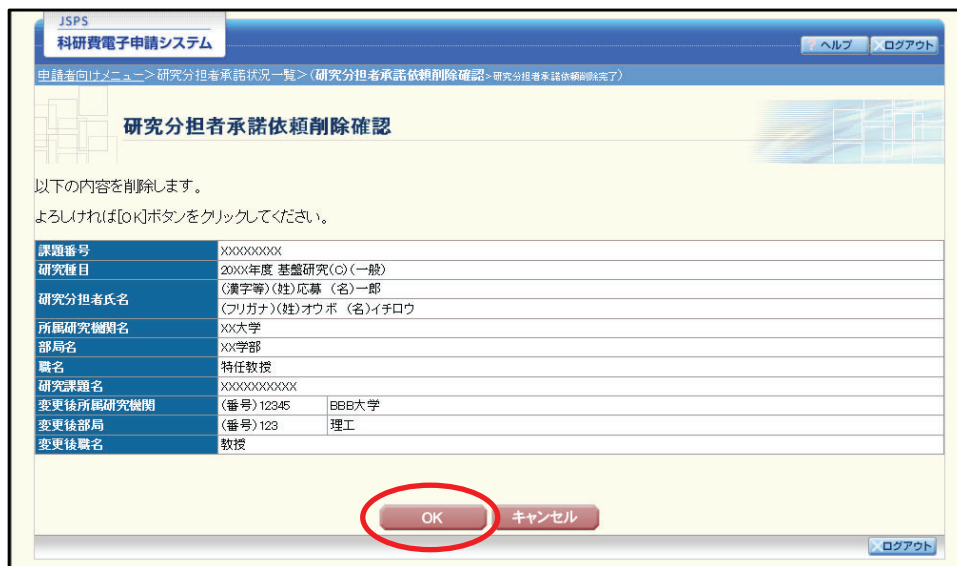 JSPS
科研費電子申請システム
? ヘルプ ログアウト
申請者向けメニュー>研究分担者承諾状況一覧>(研究分担者承諾依頼削除確認>研究分担者承諾依頼削除完了)
研究分担者承諾依頼削除確認
以下の内容を削除します。
よろしければ[OK]ボタンをクリックしてください。
課題番号 XXXXXXXX
研究種目 20XX年度 基盤研究(C)(一般)
研究分担者氏名 (漢字等)(姓)応募 (名)一郎
(フリガナ)(姓)オウボ (名)イチロウ
所属研究機関名 XX大学
部局名 XX学部
職名 特任教授
研究課題名 XXXXXXXXXX
変更後所属研究機関 (番号)12345 BBB大学
変更後部局 (番号)123 理工
変更後職名 教授
OK キャンセル
ログアウト